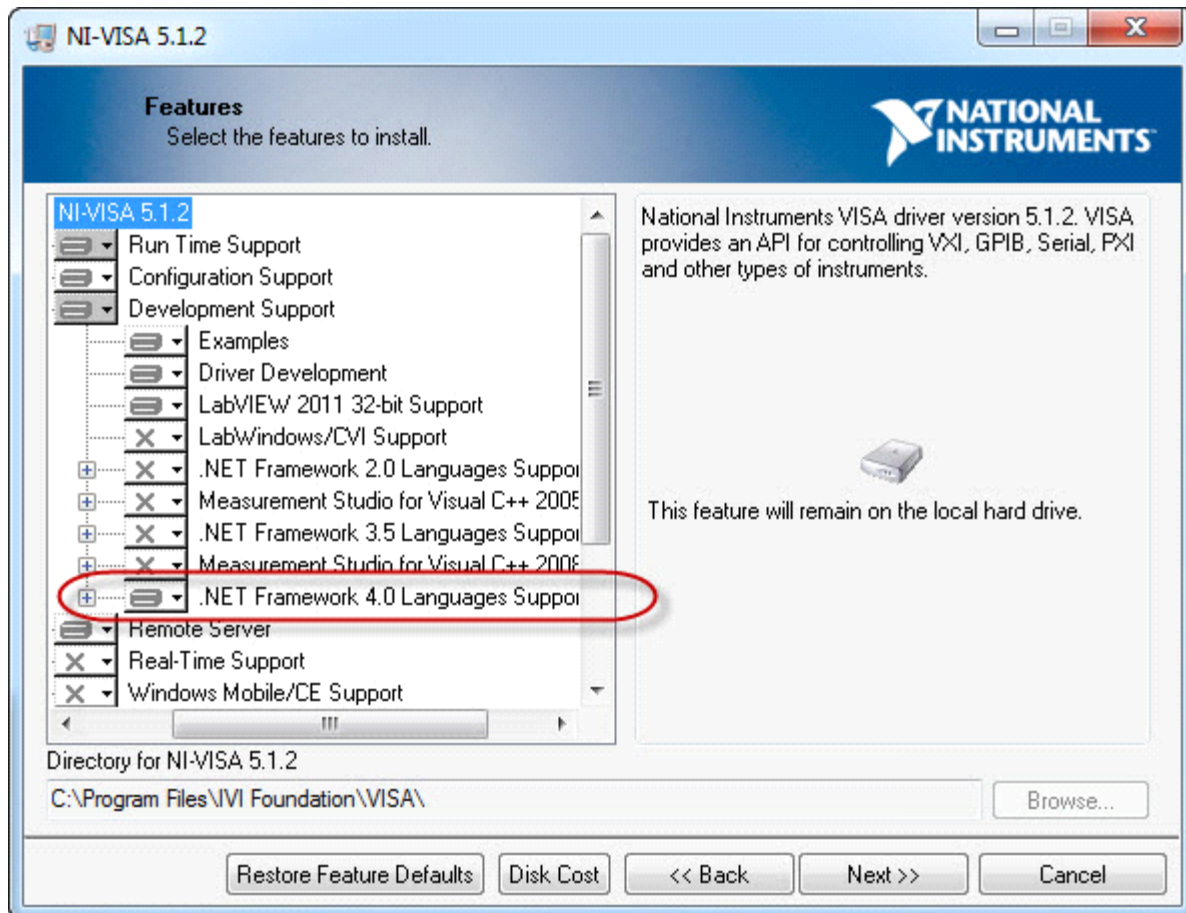 NI-VISA 5.1.2
Features
Select the features to install.
NATIONAL
INSTRUMENTS
NI-VISA 5.1.2
Run Time Support
Configuration Support
Development Support
Examples
Driver Development
LabVIEW 2011 32-bit Support
LabWindows/CVI Support
.NET Framework 2.0 Languages Suppor
Measurement Studio for Visual C++ 2005
.NET Framework 3.5 Languages Suppor
Measurement Studio for Visual C++ 2008
.NET Framework 4.0 Languages Suppor
Remote Server
Real-Time Support
Windows Mobile/CE Support
National Instruments VISA driver version 5.1.2. VISA
provides an API for controlling VXI, GPIB, Serial, PXI
and other types of instruments.
This feature will remain on the local hard drive.
Directory for NI-VISA 5.1.2
C:\Program Files\IVI Foundation\VISA\
Browse...
Restore Feature Defaults
Disk Cost
<< Back
Next >>
Cancel